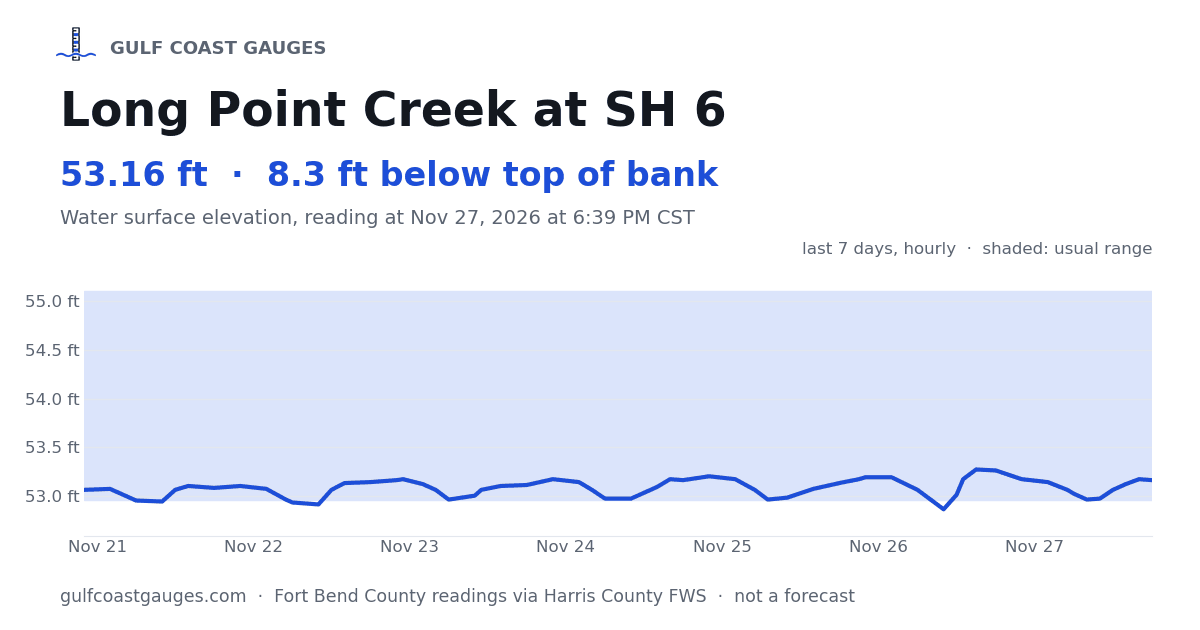 GULF COAST GAUGES
Long Point Creek at SH 6
53.16 ft · 8.3 ft below top of bank
Water surface elevation, reading at Nov 27, 2026 at 6:39 PM CST
last 7 days, hourly · shaded: usual range
55.0 ft
54.5 ft
54.0 ft
53.5 ft
53.0 ft
Nov 21 Nov 22 Nov 23 Nov 24 Nov 25 Nov 26 Nov 27
gulfcoastgauges.com · Fort Bend County readings via Harris County FWS · not a forecast